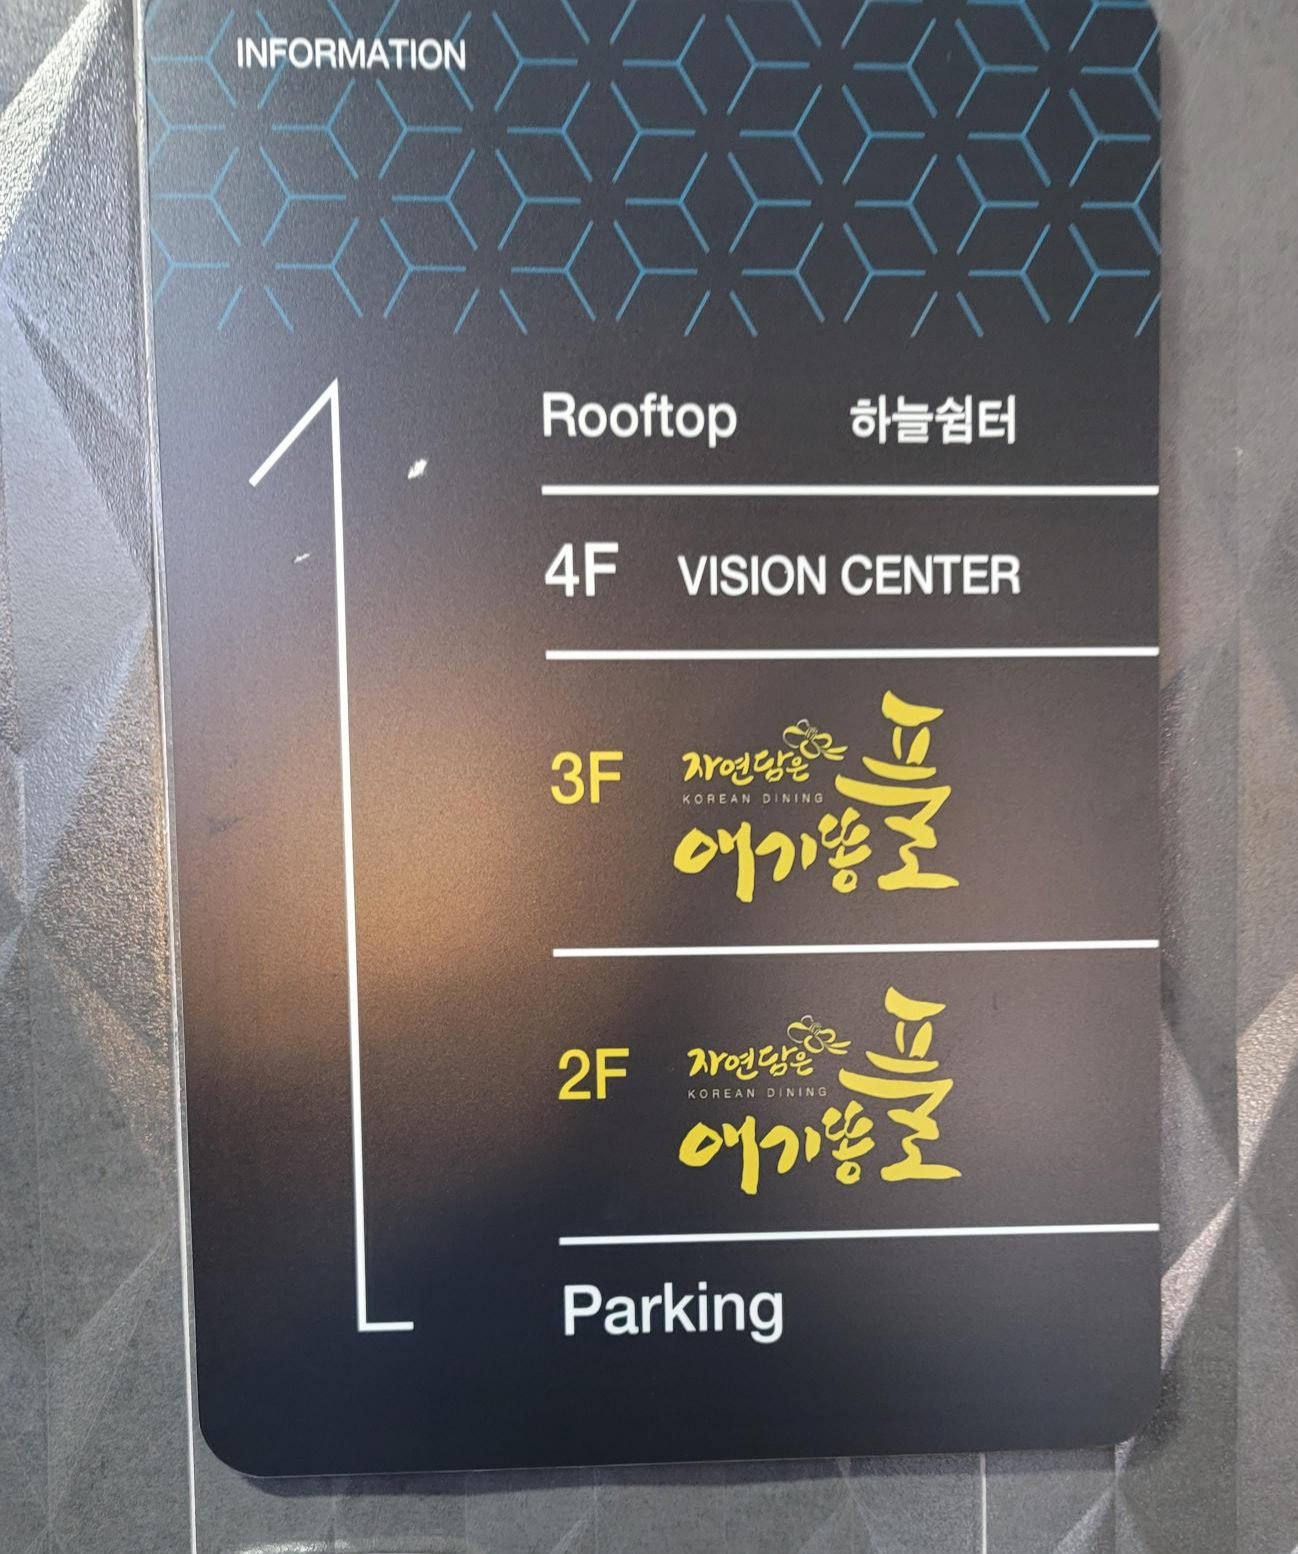 INFORMATION
Rooftop 하늘쉼터
4F VISION CENTER
3F 자연담은
KOREAN DINING
애기똥풀
2F 자연담은
KOREAN DINING
애기똥풀
Parking